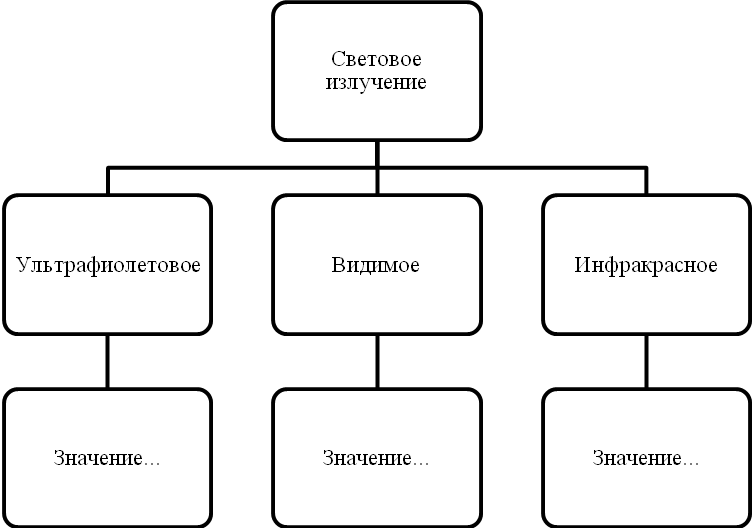 Световое
излучение
Ультрафиолетовое
Видимое
Инфракрасное
Значение...
Значение...
Значение...